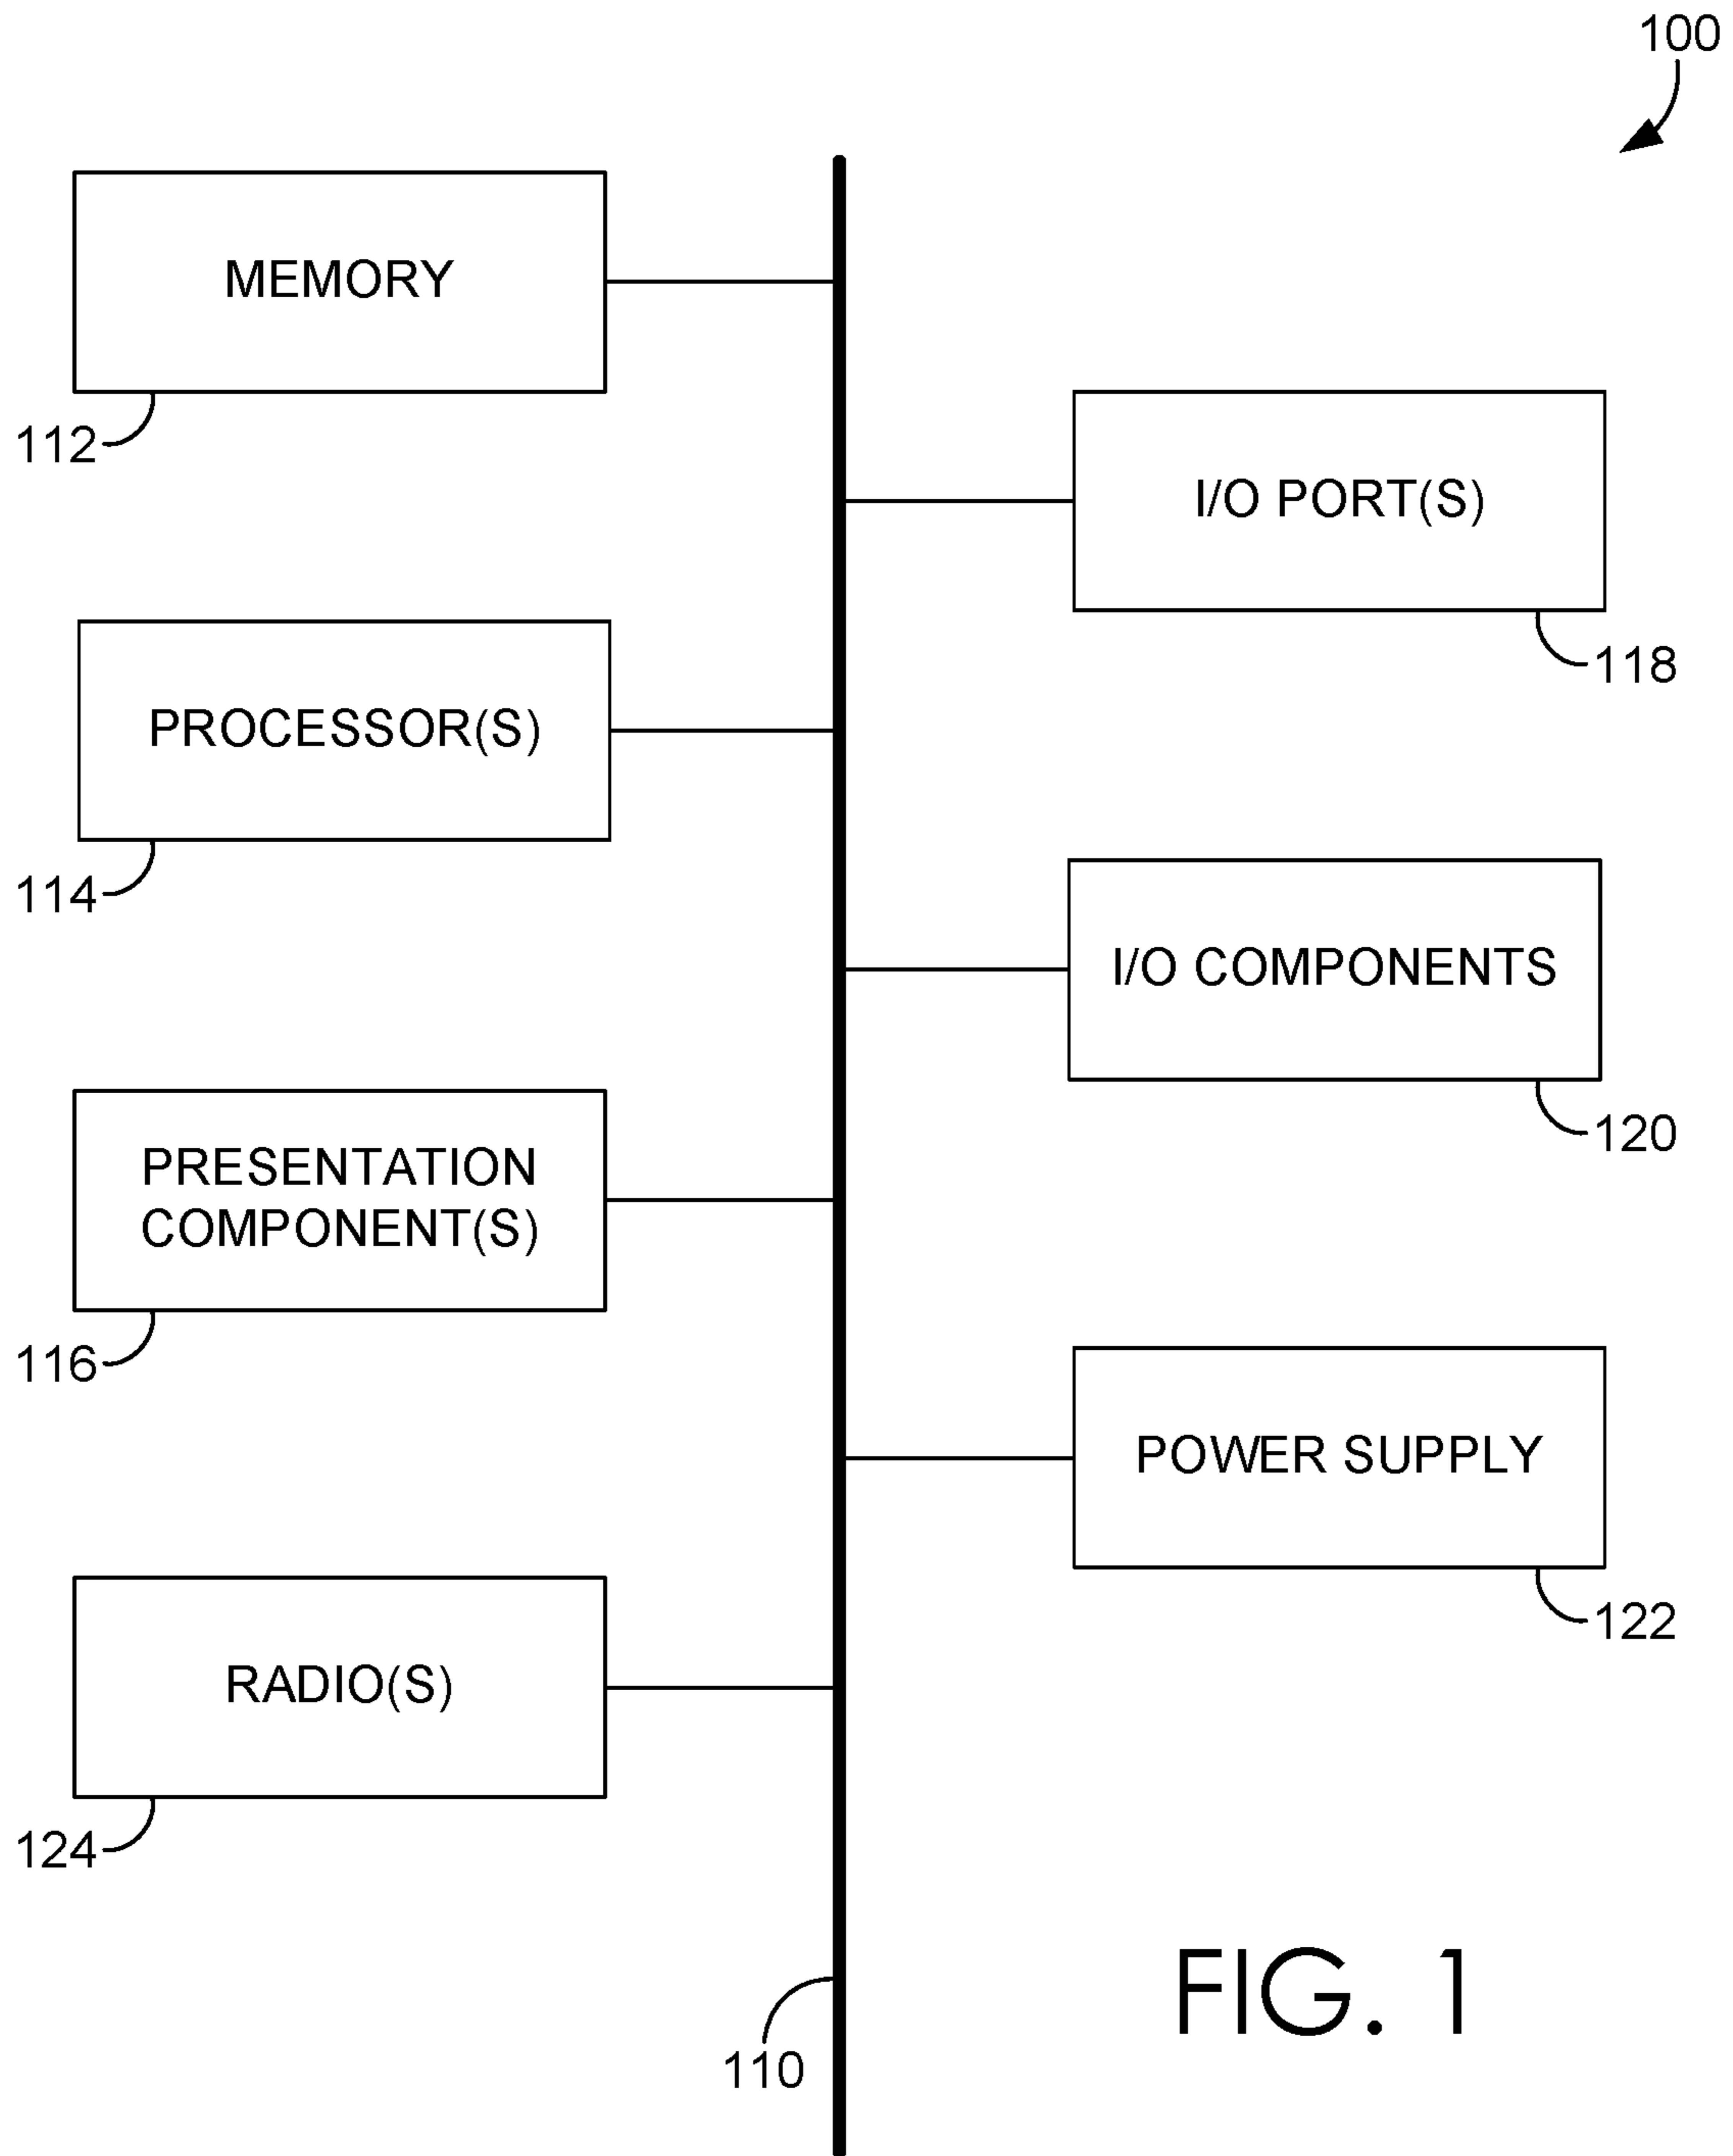 100
MEMORY
112
I/O PORT(S)
118
PROCESSOR(S)
114
I/O COMPONENTS
120
PRESENTATION
COMPONENT(S)
116
POWER SUPPLY
122
RADIO(S)
124
110
FIG. 1